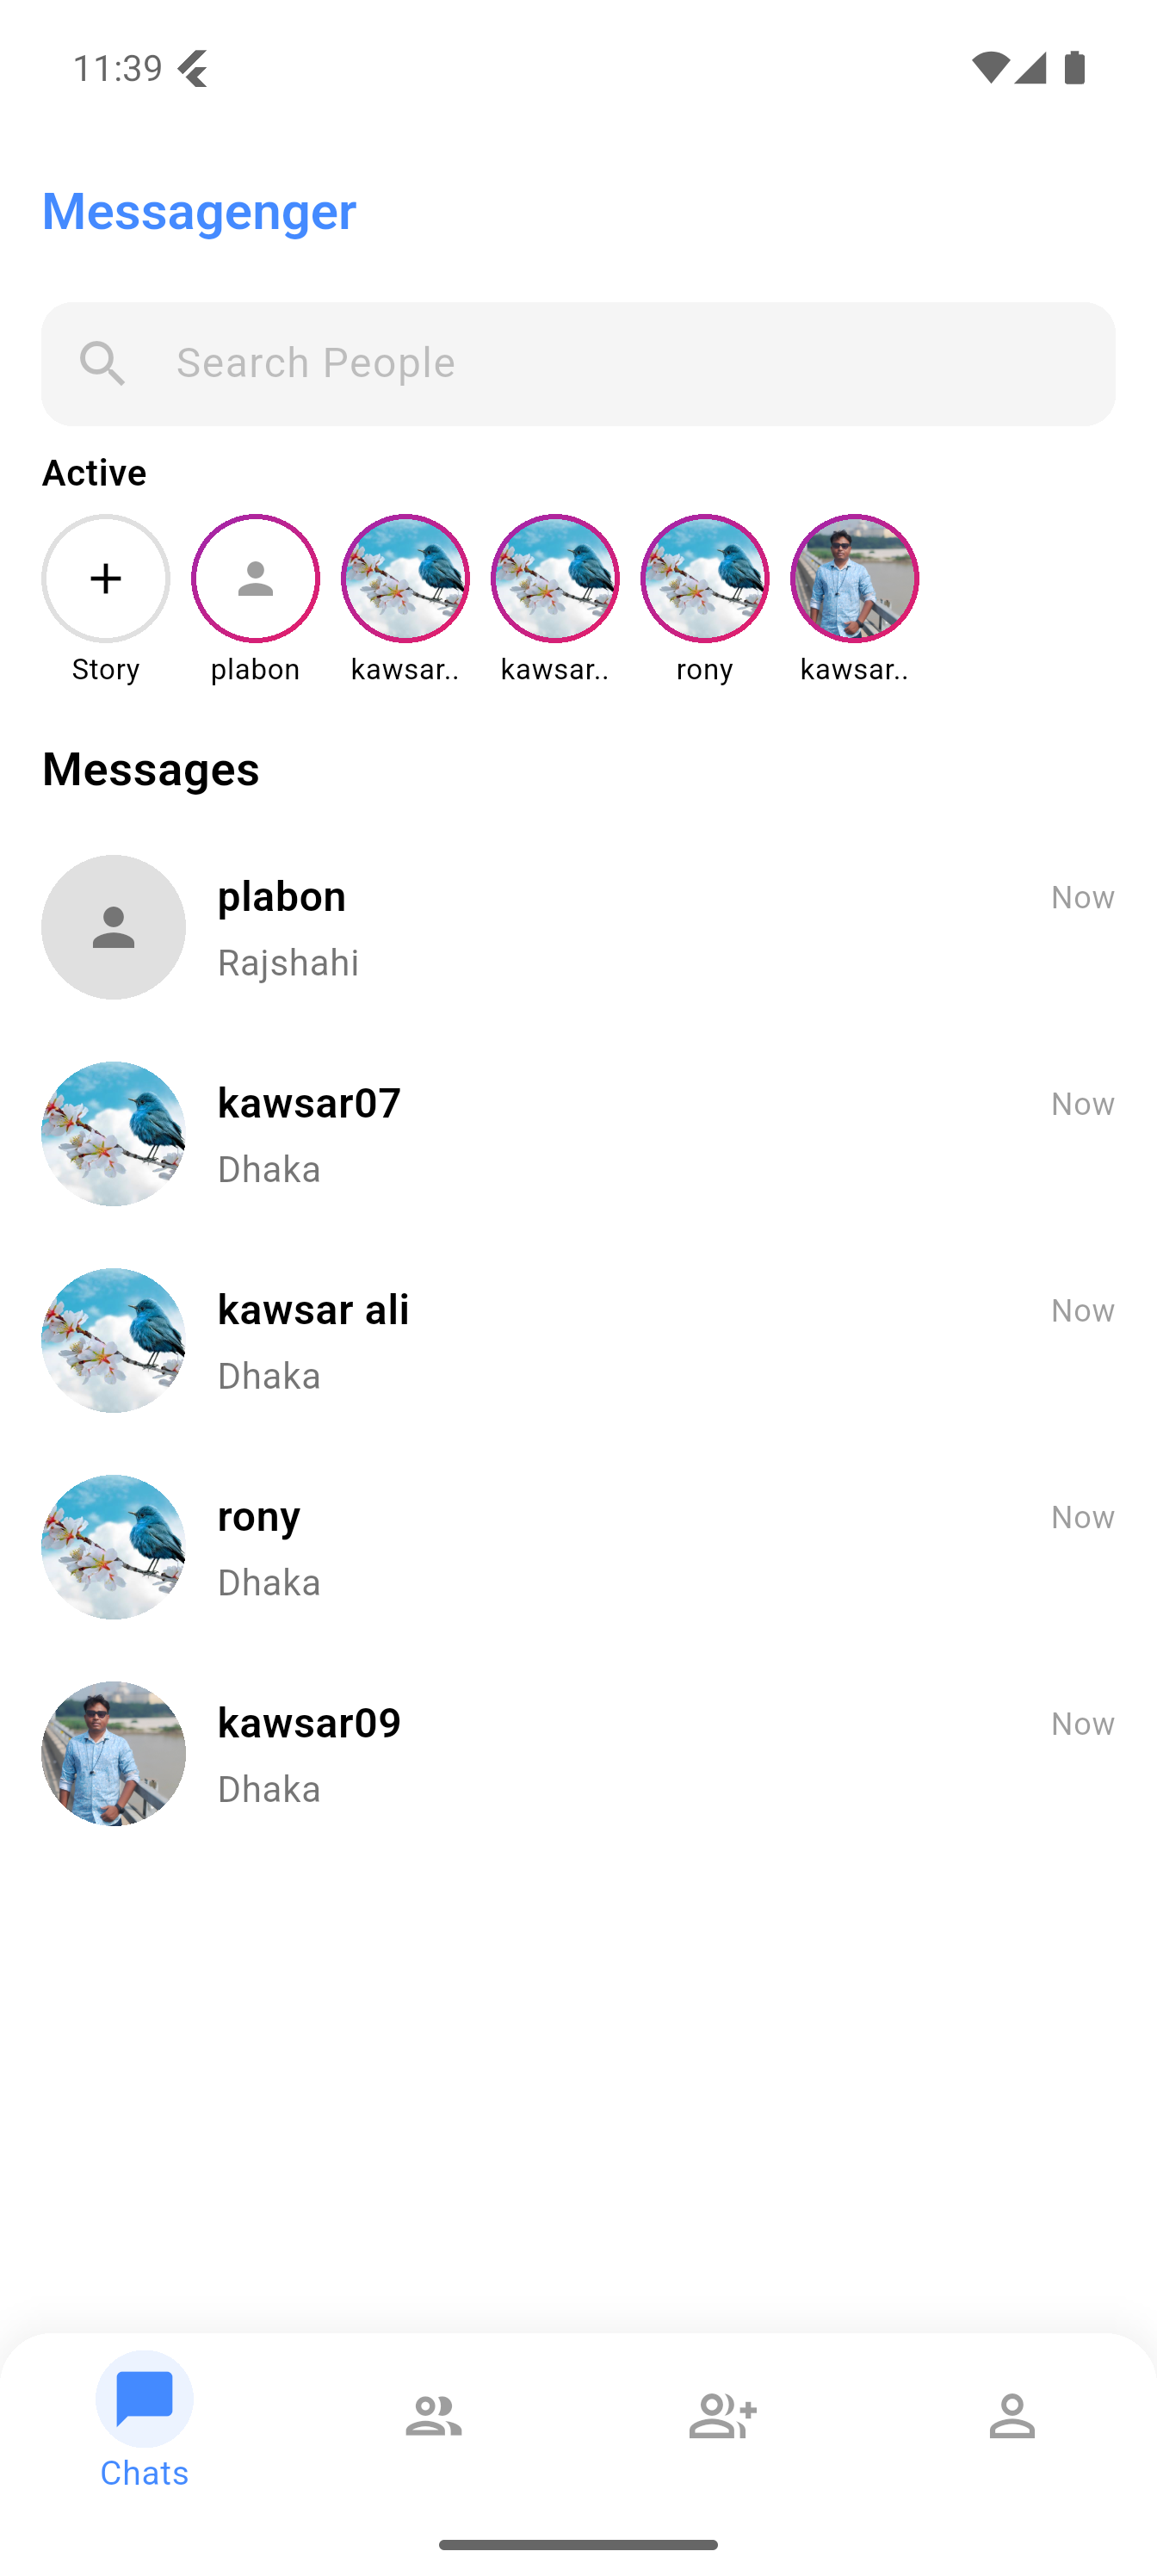 11:39
Messagenger
Search People
Active
Story plabon kawsar.. kawsar.. rony kawsar..
Messages
plabon Now
Rajshahi
kawsar07 Now
Dhaka
kawsar ali Now
Dhaka
rony Now
Dhaka
kawsar09 Now
Dhaka
Chats